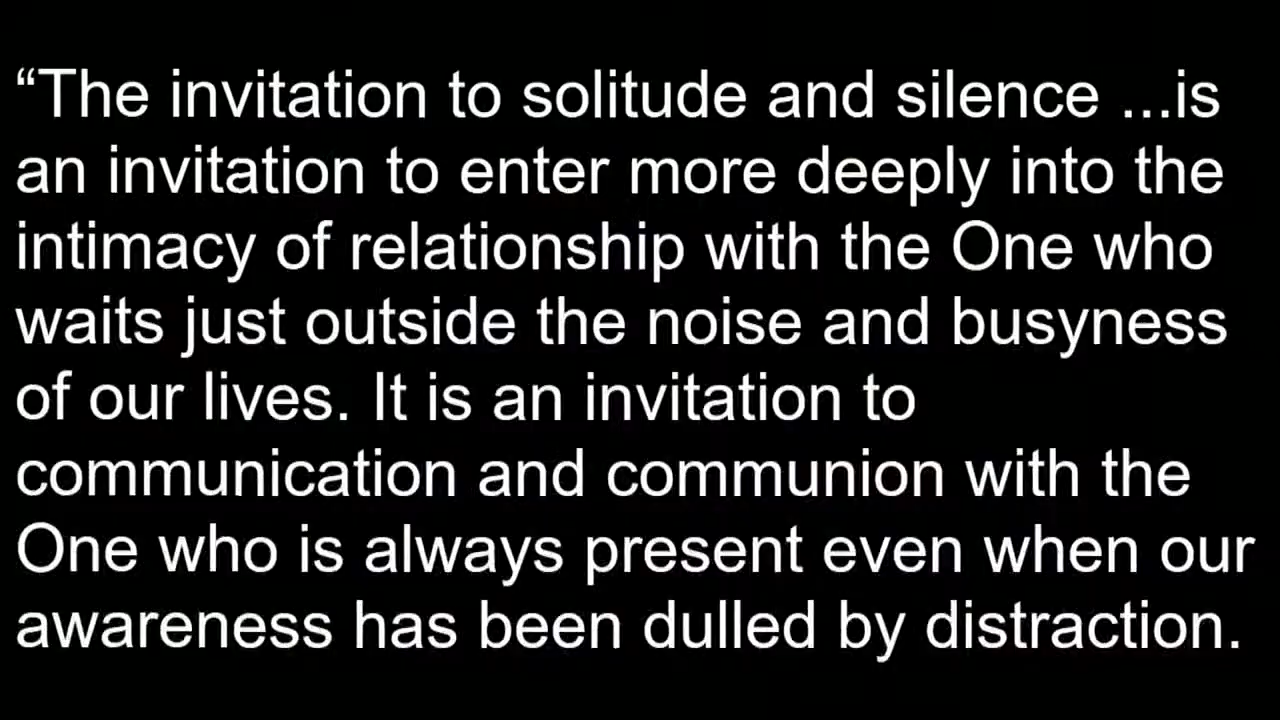 “The invitation to solitude and silence ...is
an invitation to enter more deeply into the
intimacy of relationship with the One who
waits just outside the noise and busyness
of our lives. It is an invitation to
communication and communion with the
One who is always present even when our
awareness has been dulled by distraction.